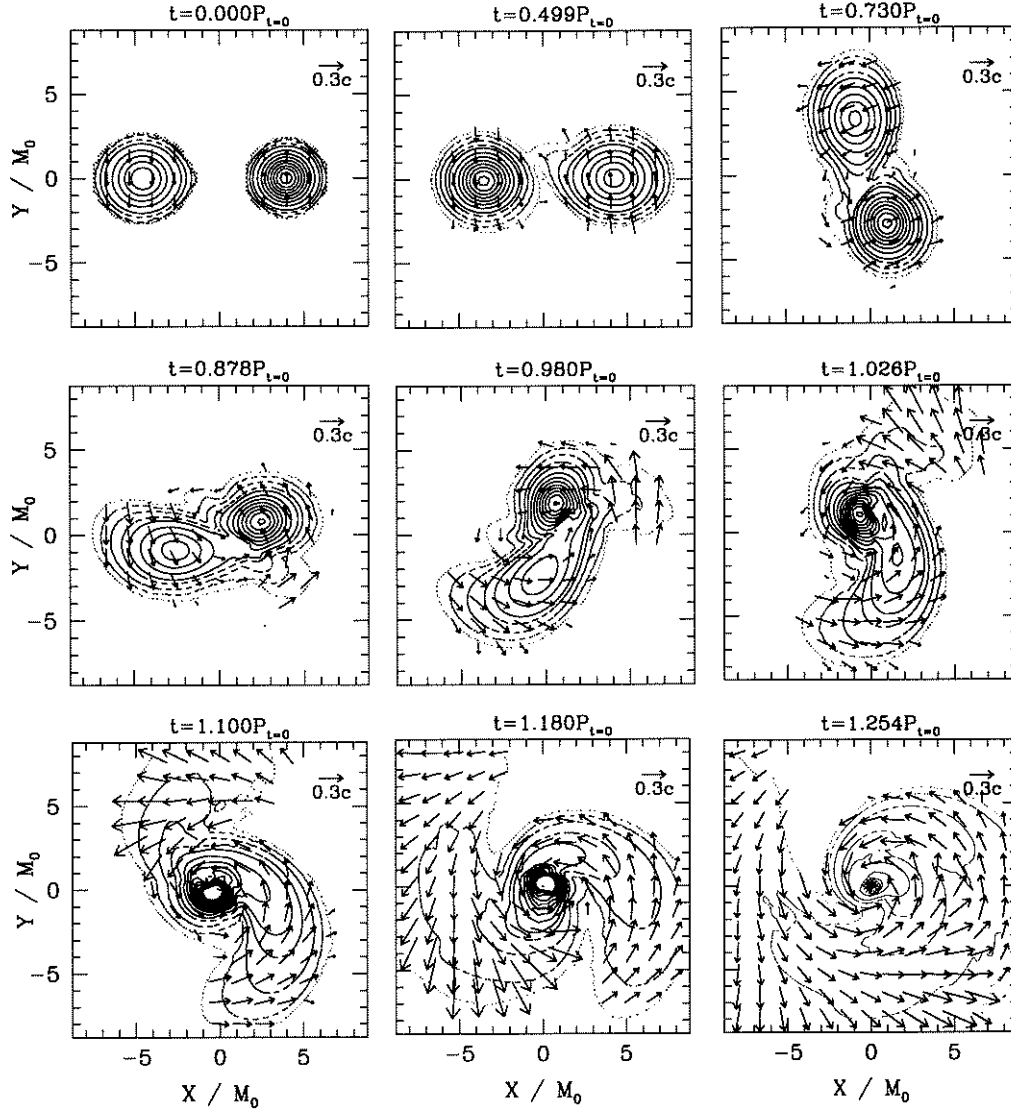 t=0.000P_{t=0}
t=0.499P_{t=0}
t=0.730P_{t=0}
0.3c
0.3c
0.3c
Y / M_0
5
0
−5
t=0.878P_{t=0}
t=0.980P_{t=0}
t=1.026P_{t=0}
0.3c
0.3c
0.3c
Y / M_0
5
0
−5
t=1.100P_{t=0}
t=1.180P_{t=0}
t=1.254P_{t=0}
0.3c
0.3c
0.3c
Y / M_0
5
0
−5
−5 0 5
−5 0 5
−5 0 5
X / M_0
X / M_0
X / M_0